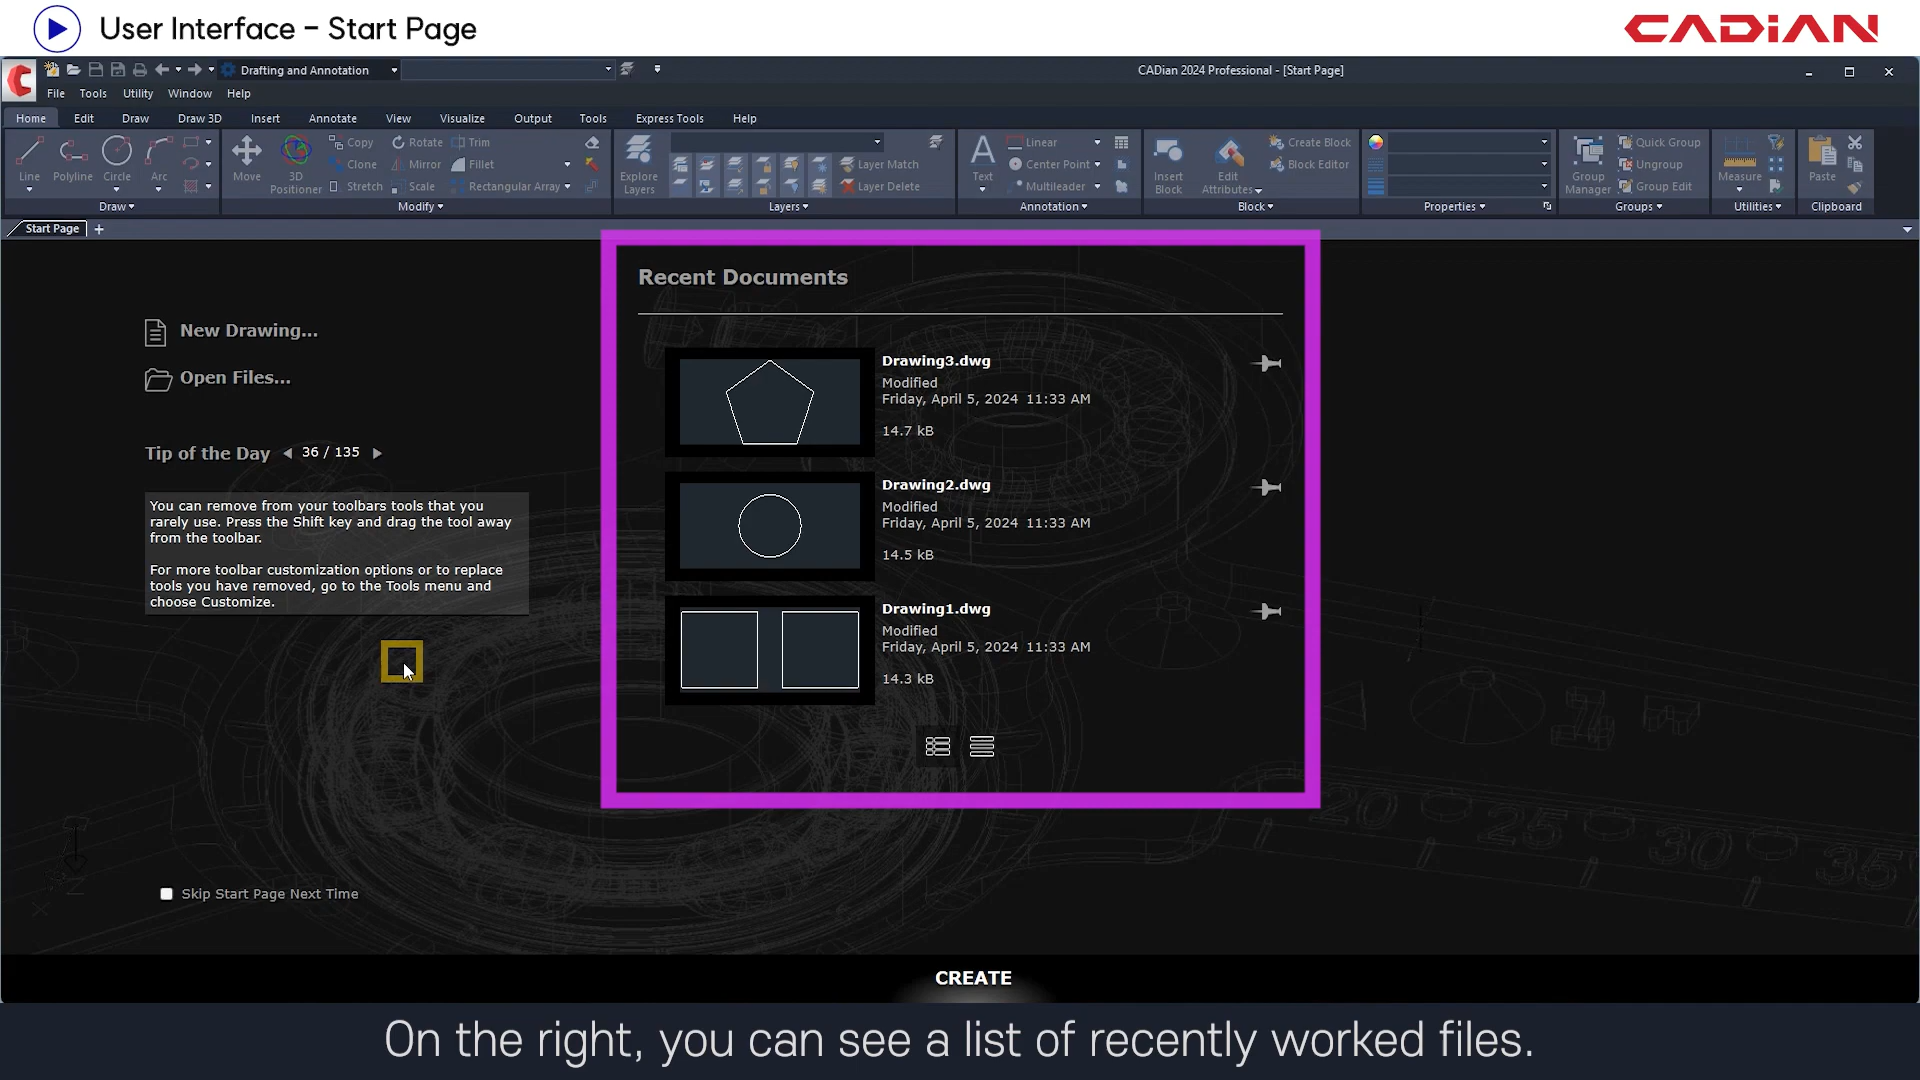 User Interface – Start Page
CADiAN
Drafting and Annotation
CADian 2024 Professional - [Start Page]
File Tools Utility Window Help
Home Edit Draw Draw 3D Insert Annotate View Visualize Output Tools Express Tools Help
Line Polyline Circle Arc
Draw
Move 3D Positioner
Copy Rotate Trim
Clone Mirror Fillet
Stretch Scale Rectangular Array
Modify
Explore Layers
Layer Match
Layer Delete
Layers
Text
Linear
Center Point
Multileader
Annotation
Insert Block
Edit Attributes
Create Block
Block Editor
Block
Properties
Group Manager
Quick Group
Ungroup
Group Edit
Groups
Measure
Utilities
Paste
Clipboard
Start Page +
New Drawing...
Open Files...
Tip of the Day 36 / 135
You can remove from your toolbars tools that you
rarely use. Press the Shift key and drag the tool away
from the toolbar.
For more toolbar customization options or to replace
tools you have removed, go to the Tools menu and
choose Customize.
Skip Start Page Next Time
Recent Documents
Drawing3.dwg
Modified
Friday, April 5, 2024 11:33 AM
14.7 kB
Drawing2.dwg
Modified
Friday, April 5, 2024 11:33 AM
14.5 kB
Drawing1.dwg
Modified
Friday, April 5, 2024 11:33 AM
14.3 kB
20 25 30 35
CREATE
On the right, you can see a list of recently worked files.